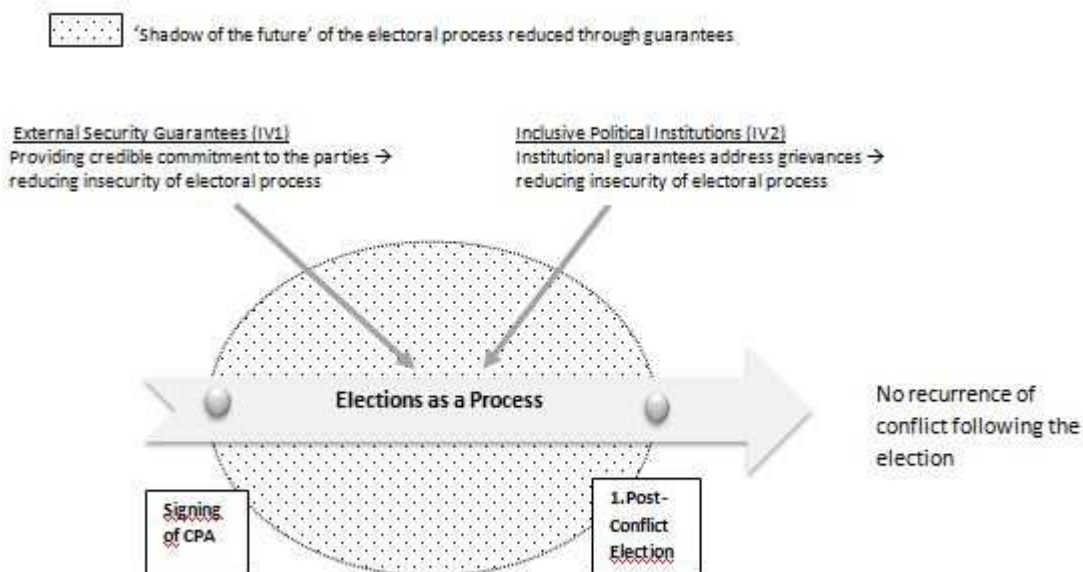 ‘Shadow of the future’ of the electoral process reduced through guarantees
External Security Guarantees (IV1)
Providing credible commitment to the parties →
reducing insecurity of electoral process
Inclusive Political Institutions (IV2)
Institutional guarantees address grievances →
reducing insecurity of electoral process
Elections as a Process
No recurrence of
conflict following the
election
Signing
of CPA
1.Post-
Conflict
Election